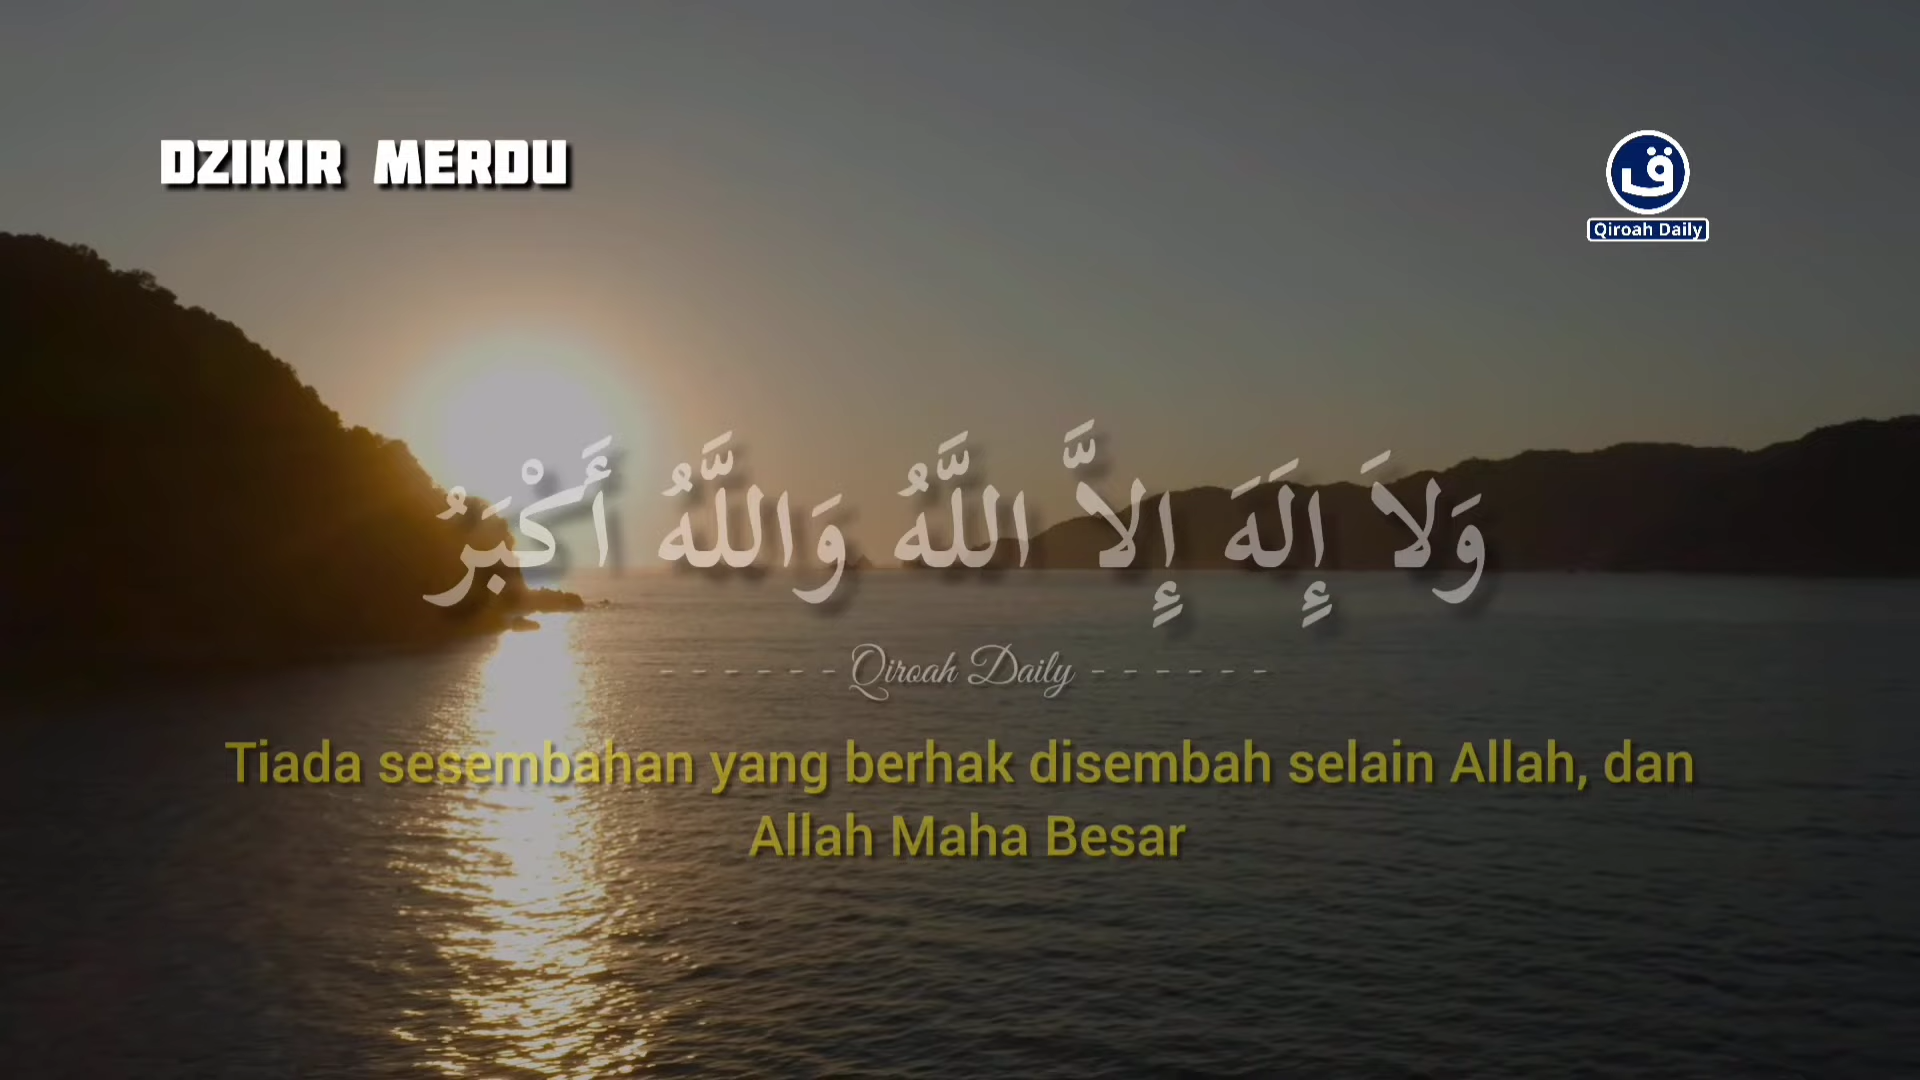 DZIKIR MERDU
ق
Qiroah Daily
وَلاَ إِلَهَ إِلاَّ اللَّهُ وَاللَّهُ أَكْبَرُ
- - - - - - Qiroah Daily - - - - - -
Tiada sesembahan yang berhak disembah selain Allah, dan
Allah Maha Besar